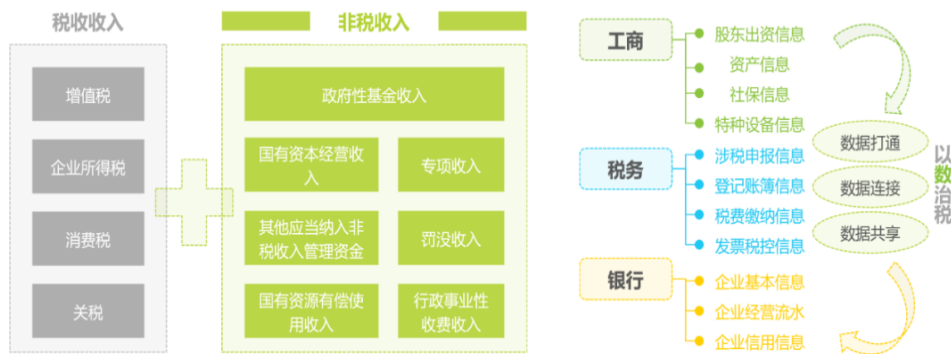 税收收入
增值税
企业所得税
消费税
关税
非税收入
政府性基金收入
国有资本经营收
入
专项收入
其他应当纳入非
税收入管理资金
罚没收入
国有资源有偿使
用收入
行政事业性
收费收入
工商
股东出资信息
资产信息
社保信息
特种设备信息
税务
涉税申报信息
登记账簿信息
税费缴纳信息
发票税控信息
银行
企业基本信息
企业经营流水
企业信用信息
数据打通
数据连接
数据共享
以数治税